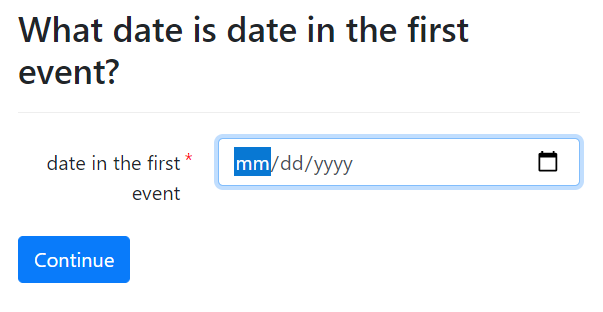 What date is date in the first
event?
date in the first * mm/dd/yyyy
event
Continue